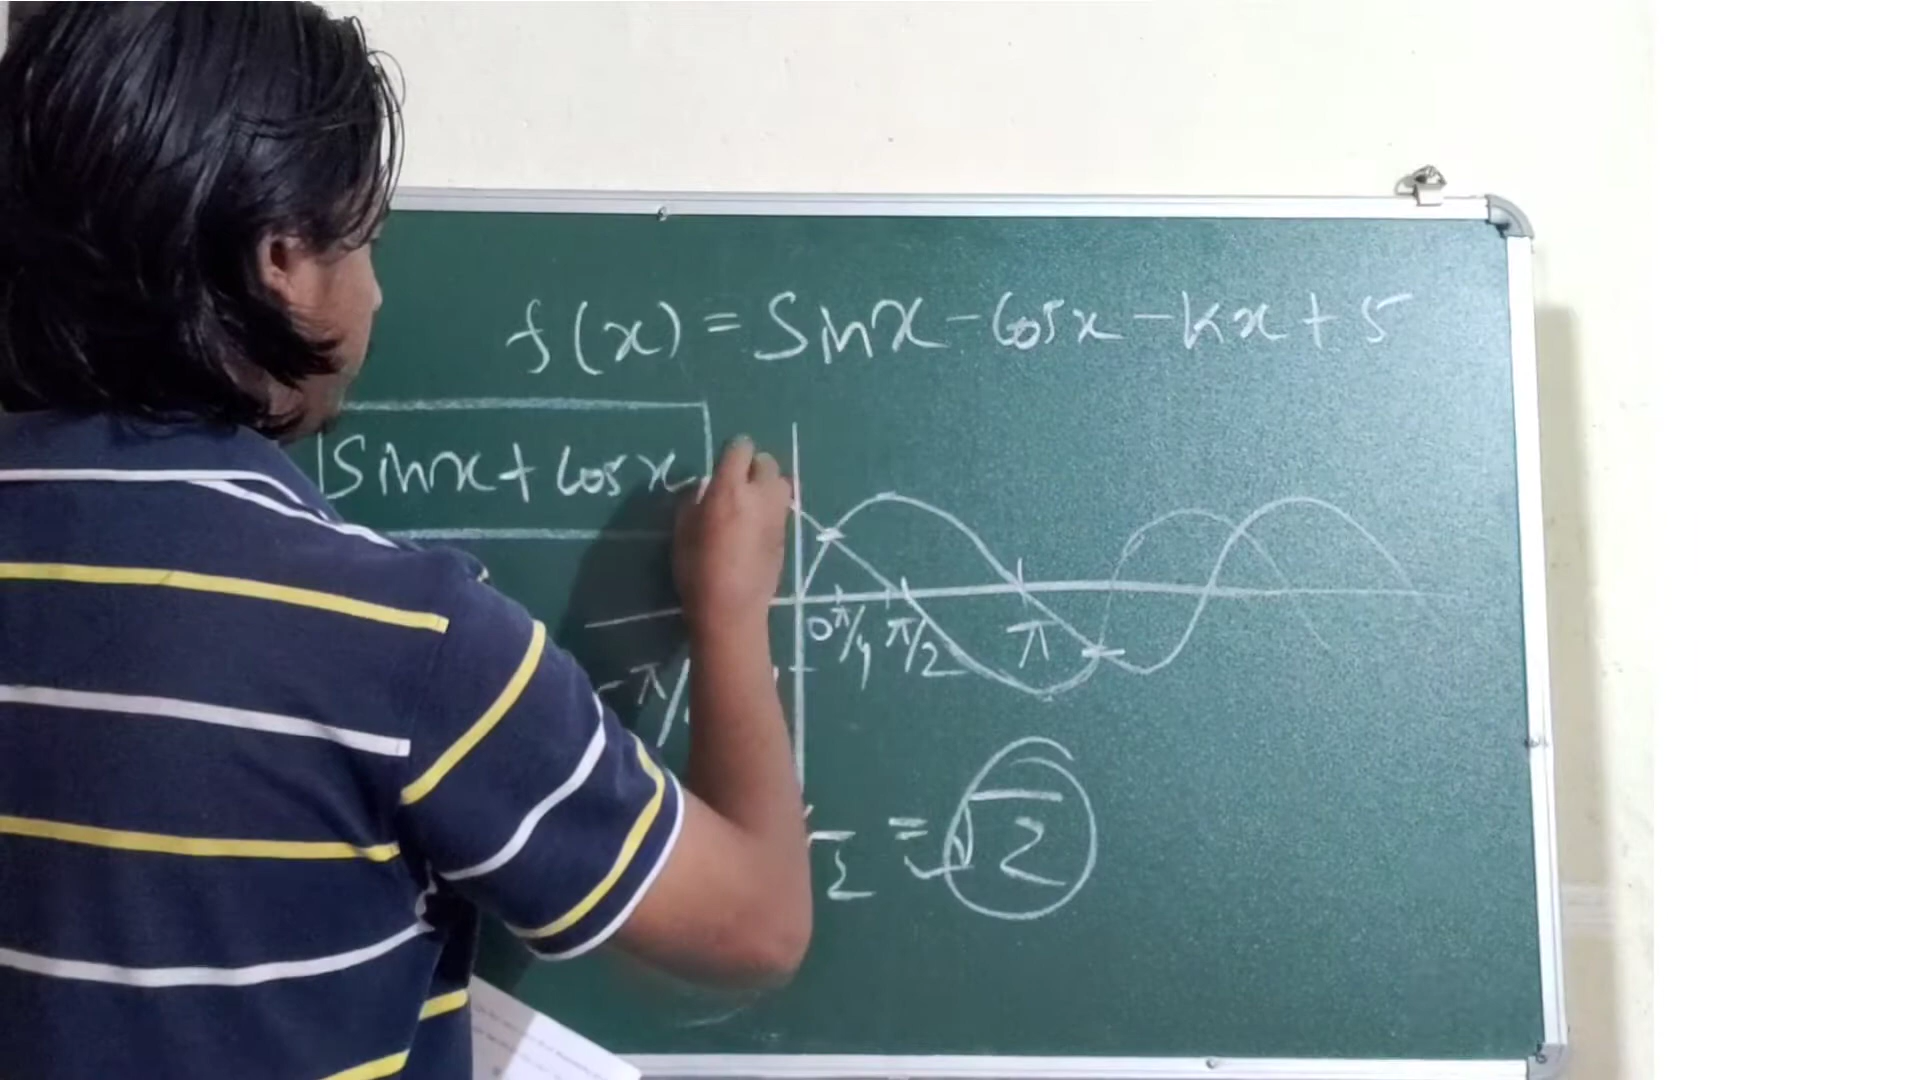 f(x) = Sinx - Cosx - kx + 5
Sinx + Cosx
0 π/4 π/2 π
-π/
= √2